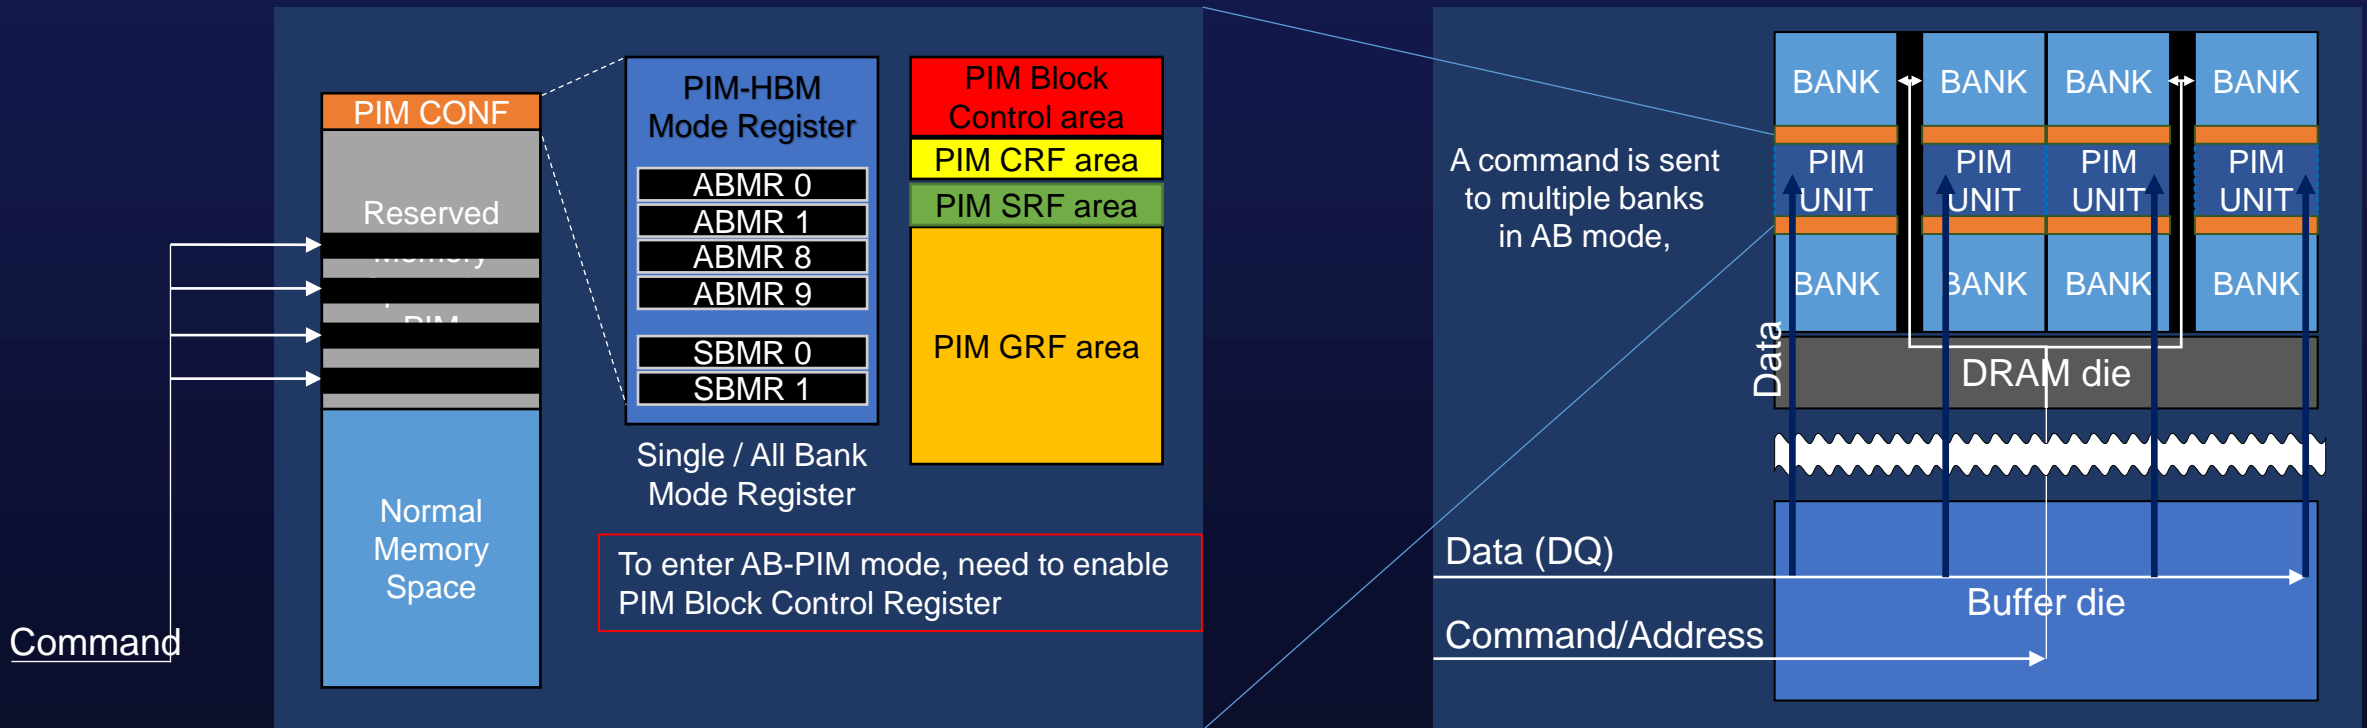 PIM CONF
Reserved
PIM
Normal
Memory
Space
Command
PIM-HBM
Mode Register
ABMR 0
ABMR 1
ABMR 8
ABMR 9
SBMR 0
SBMR 1
Single / All Bank
Mode Register
PIM Block
Control area
PIM CRF area
PIM SRF area
PIM GRF area
To enter AB-PIM mode, need to enable
PIM Block Control Register
A command is sent
to multiple banks
in AB mode,
BANK BANK BANK BANK
PIM PIM PIM PIM
UNIT UNIT UNIT UNIT
BANK BANK BANK BANK
Data
DRAM die
Data (DQ)
Buffer die
Command/Address